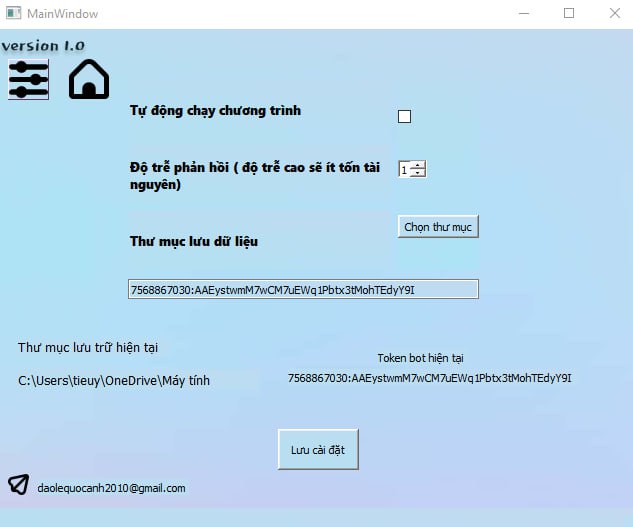 MainWindow
version 1.0
Tự động chạy chương trình
Độ trễ phản hồi ( độ trễ cao sẽ ít tốn tài
nguyên)
1
Chọn thư mục
Thư mục lưu dữ liệu
7568867030:AAEystwmM7wCM7uEWq1Pbtx3tMohTEdyY9I
Thư mục lưu trữ hiện tại
Token bot hiện tại
C:\Users\tieuy\OneDrive\Máy tính
7568867030:AAEystwmM7wCM7uEWq1Pbtx3tMohTEdyY9I
Lưu cài đặt
daolequocanh2010@gmail.com